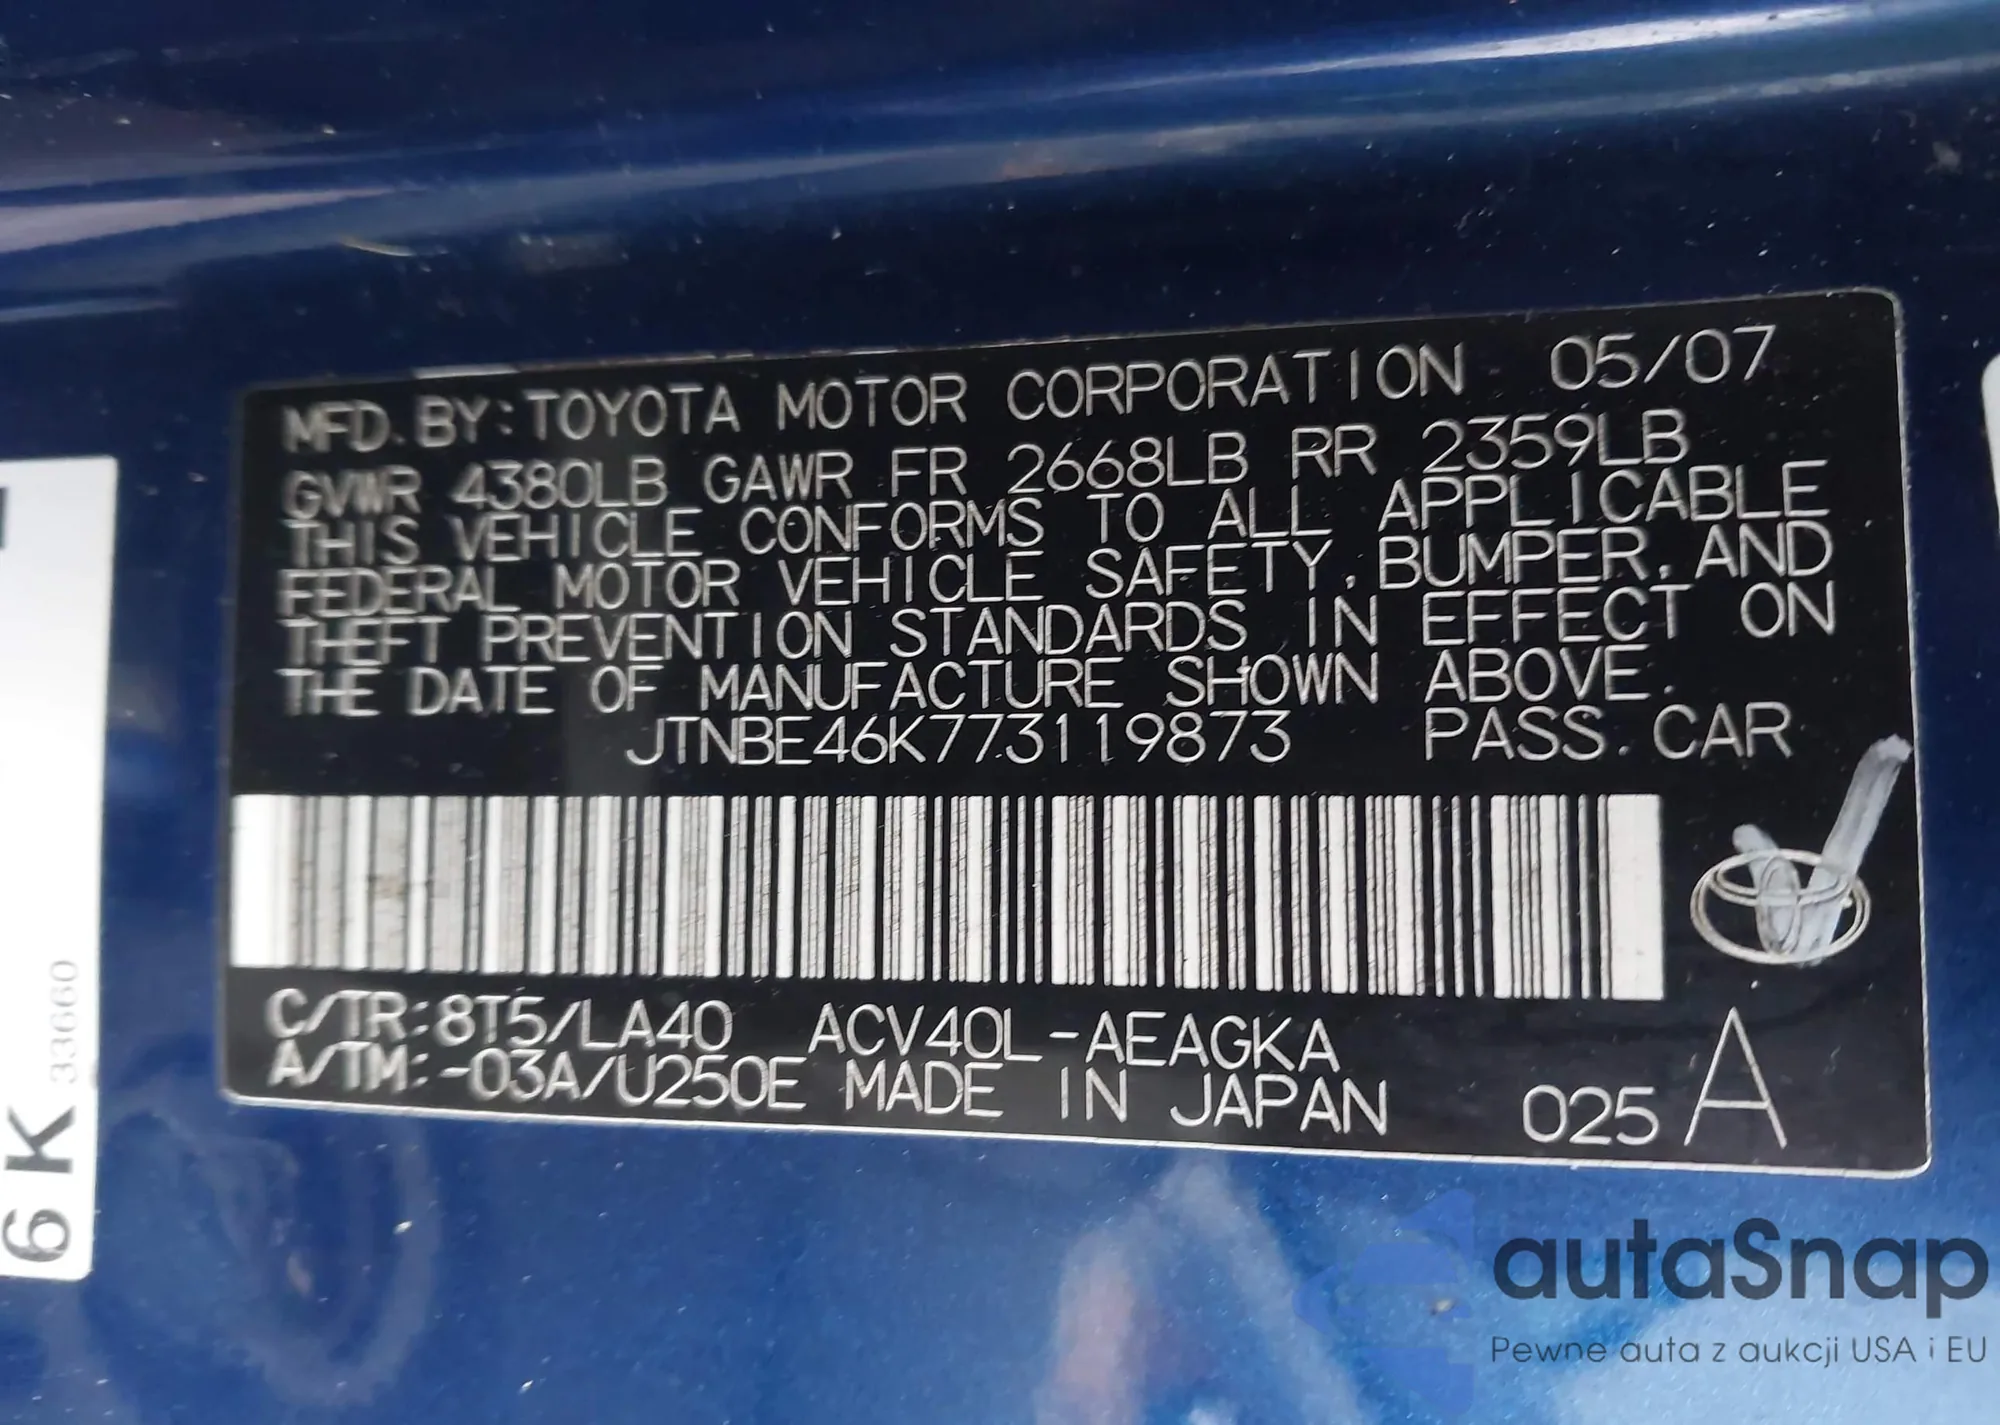 MFD. BY: TOYOTA MOTOR CORPORATION 05/07
GVWR 4380LB GAWR FR 2668LB RR 2359LB
THIS VEHICLE CONFORMS TO ALL APPLICABLE
FEDERAL MOTOR VEHICLE SAFETY, BUMPER, AND
THEFT PREVENTION STANDARDS IN EFFECT ON
THE DATE OF MANUFACTURE SHOWN ABOVE.
JTNBE46K773119873 PASS. CAR
C/TR: 8T5/LA40 ACV40L-AEAGKA
A/TM: -03A/U250E MADE IN JAPAN 025 A
6K 33660
autaSnap
Pewne auta z aukcji USA i EU